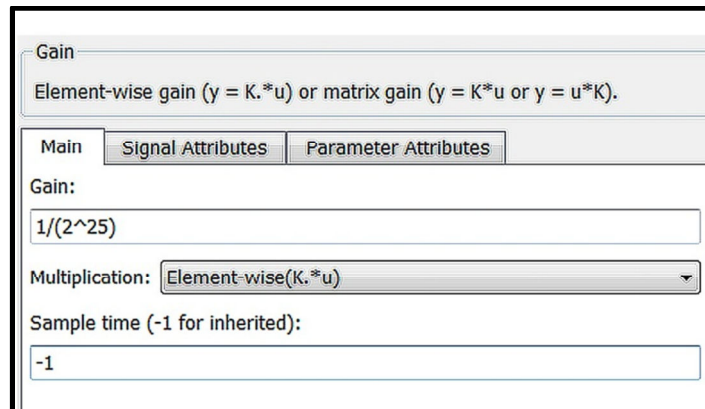 Gain
Element-wise gain (y = K.*u) or matrix gain (y = K*u or y = u*K).
Main Signal Attributes Parameter Attributes
Gain:
1/(2^25)
Multiplication: Element-wise(K.*u)
Sample time (-1 for inherited):
-1